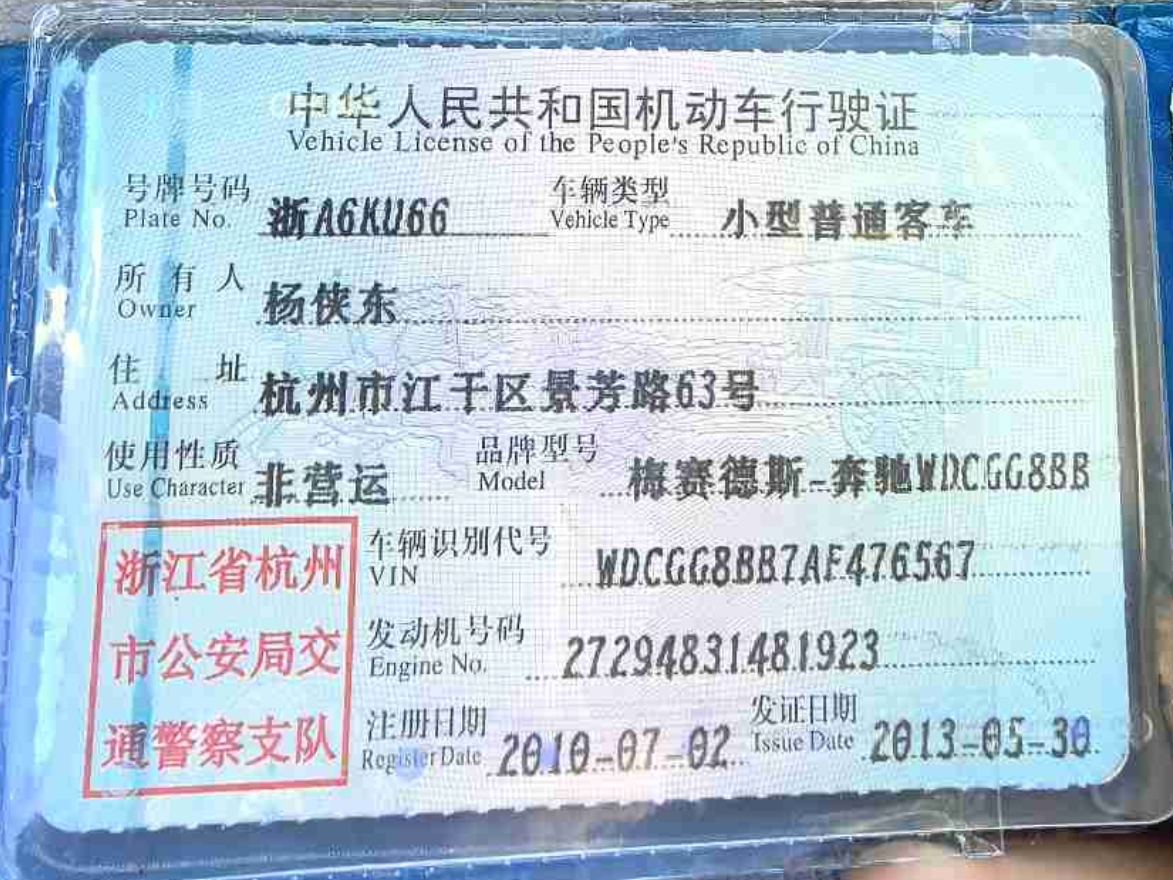 中华人民共和国机动车行驶证
Vehicle License of the People's Republic of China
号牌号码 浙A6KU66 车辆类型 小型普通客车
Plate No. Vehicle Type
所有人 杨侠东
Owner
住址 杭州市江干区景芳路63号
Address
使用性质 非营运 品牌型号 梅赛德斯-奔驰WDCGG8BB
Use Character Model
浙江省杭州
市公安局交
通警察支队
车辆识别代号 WDCGG8BB7AF476567
VIN
发动机号码 27294831481923
Engine No.
注册日期 2010-07-02 发证日期 2013-05-30
Register Date Issue Date